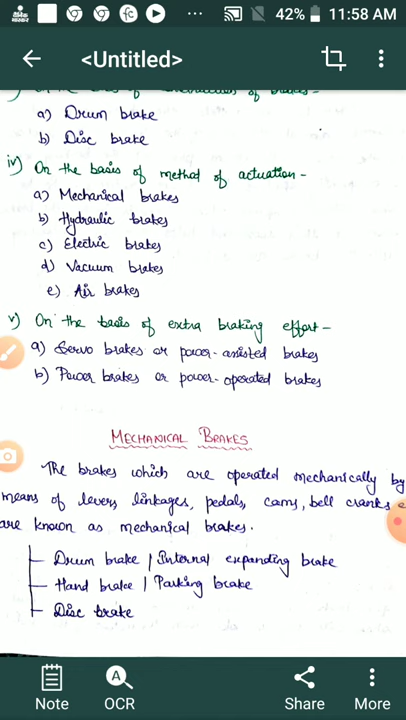 42% 11:58 AM
<Untitled>
of brakes-
a) Drum brake
b) Disc brake
iv) On the basis of method of actuation-
a) Mechanical brakes
b) Hydraulic brakes
c) Electric brakes
d) Vacuum brakes
e) Air brakes
v) On the basis of extra braking effort-
a) Servo brakes or power-assisted brakes
b) Power brakes or power-operated brakes
MECHANICAL BRAKES
The brakes which are operated mechanically by
means of levers, linkages, pedals, cams, bell cranks
are known as mechanical brakes.
Drum brake | Internal expanding brake
Hand brake | Parking brake
Disc brake
Note OCR Share More